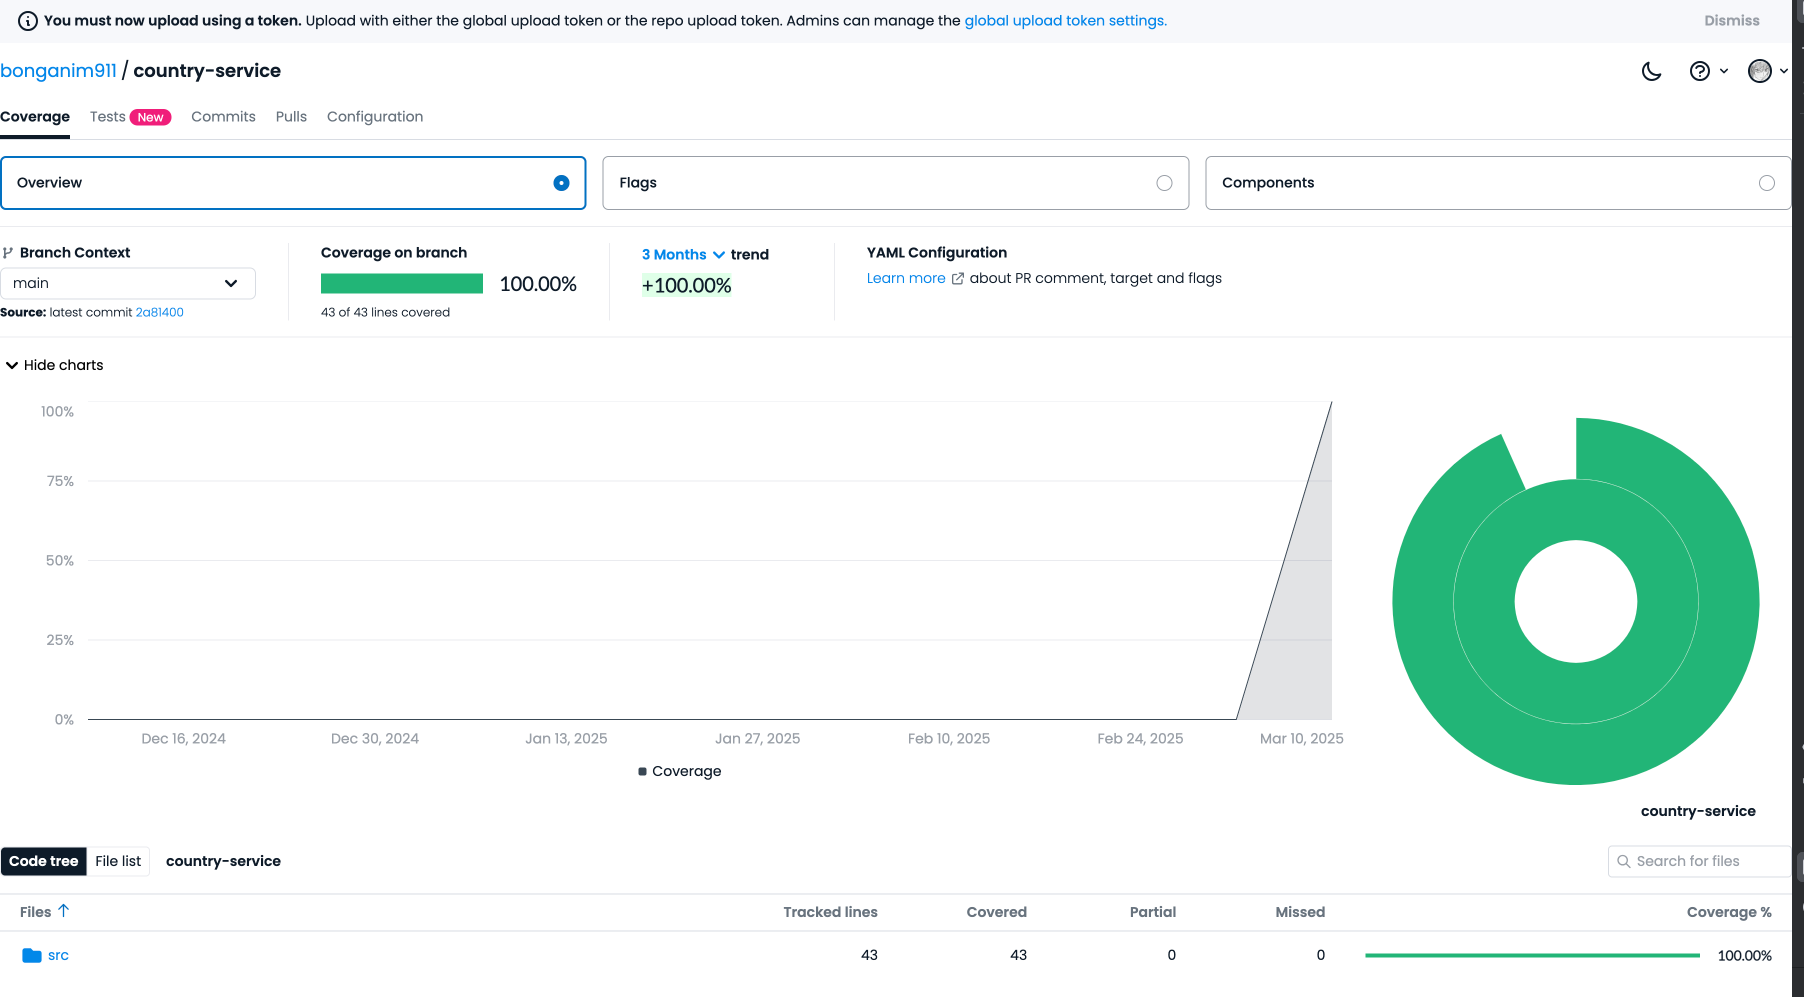 You must now upload using a token. Upload with either the global upload token or the repo upload token. Admins can manage the global upload token settings. Dismiss
bonganim911 / country-service
Coverage Tests New Commits Pulls Configuration
Overview Flags Components
Branch Context
main
Source: latest commit 2a81400
Coverage on branch
100.00%
43 of 43 lines covered
3 Months trend
+100.00%
YAML Configuration
Learn more about PR comment, target and flags
Hide charts
100%
75%
50%
25%
0%
Dec 16, 2024 Dec 30, 2024 Jan 13, 2025 Jan 27, 2025 Feb 10, 2025 Feb 24, 2025 Mar 10, 2025
Coverage
country-service
Code tree File list country-service Search for files
Files Tracked lines Covered Partial Missed Coverage %
src 43 43 0 0 100.00%